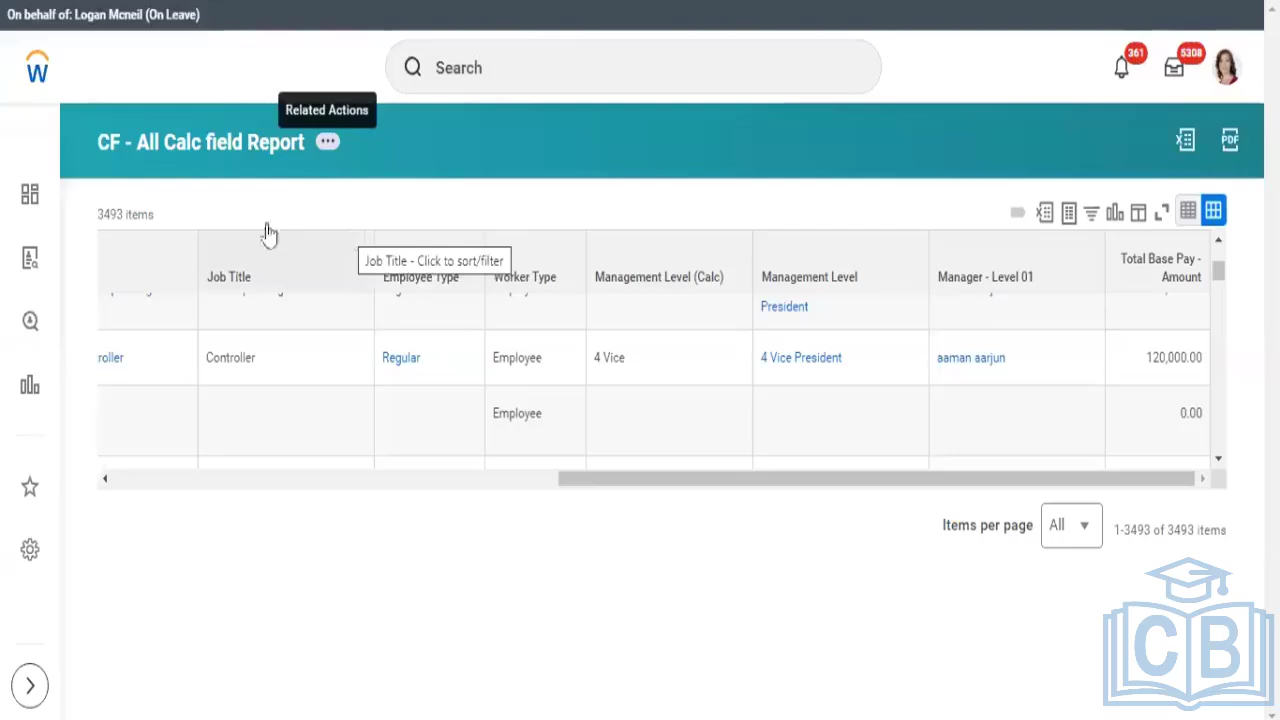 On behalf of: Logan Mcneil (On Leave)
W
Search
361
5308
Related Actions
CF - All Calc field Report
PDF
3493 items
Job Title - Click to sort/filter
Job Title
Employee Type
Worker Type
Management Level (Calc)
Management Level
Manager - Level 01
Total Base Pay -
Amount
President
roller
Controller
Regular
Employee
4 Vice
4 Vice President
aaman aarjun
120,000.00
Employee
0.00
Items per page
All
1-3493 of 3493 items
CB